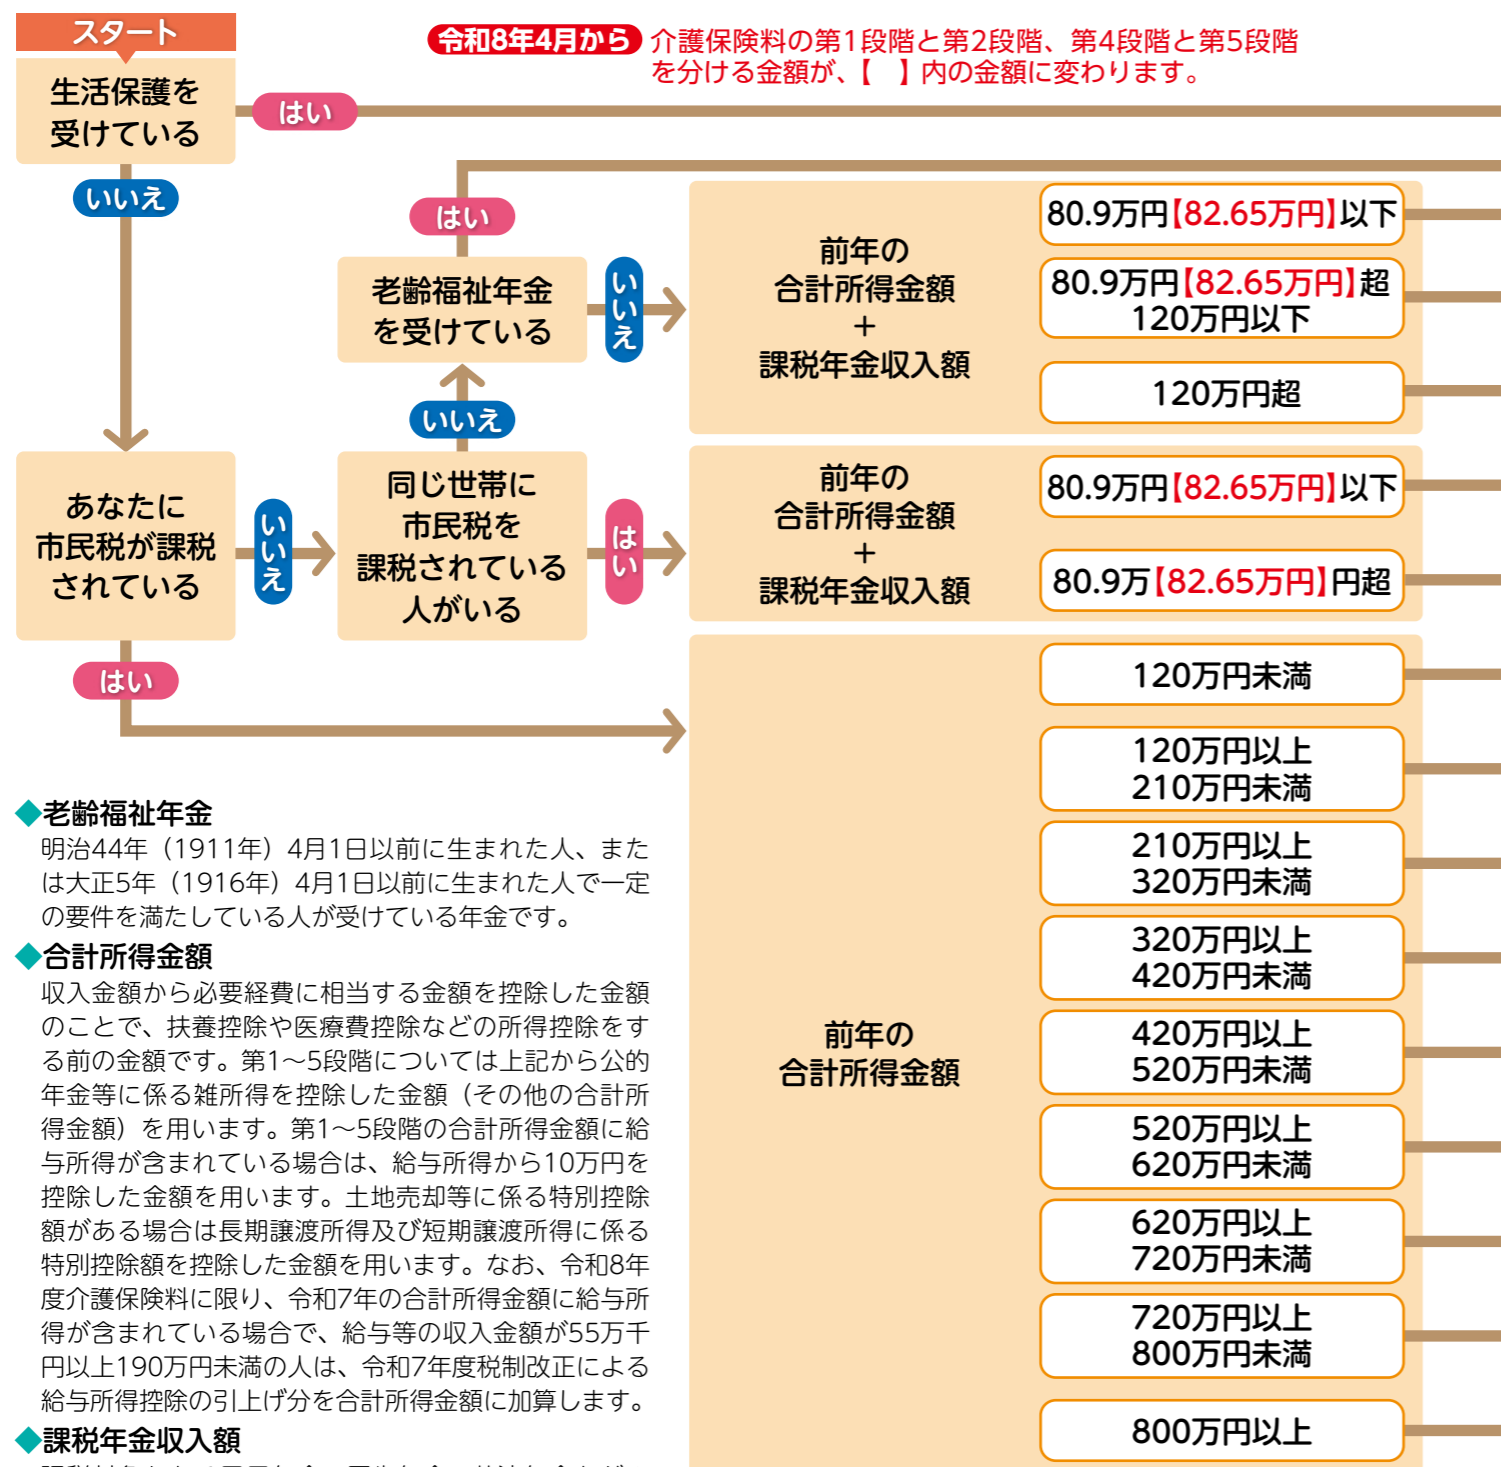 スタート
令和8年4月から 介護保険料の第1段階と第2段階、第4段階と第5段階
を分ける金額が、【　】内の金額に変わります。
生活保護を
受けている
はい
いいえ
はい
老齢福祉年金
を受けている
いいえ
前年の
合計所得金額
＋
課税年金収入額
80.9万円【82.65万円】以下
80.9万円【82.65万円】超
120万円以下
120万円超
いいえ
あなたに
市民税が課税
されている
いいえ
同じ世帯に
市民税を
課税されている
人がいる
はい
前年の
合計所得金額
＋
課税年金収入額
80.9万円【82.65万円】以下
80.9万【82.65万円】円超
はい
前年の
合計所得金額
120万円未満
120万円以上
210万円未満
210万円以上
320万円未満
320万円以上
420万円未満
420万円以上
520万円未満
520万円以上
620万円未満
620万円以上
720万円未満
720万円以上
800万円未満
800万円以上
◆老齢福祉年金
明治44年（1911年）4月1日以前に生まれた人、また
は大正5年（1916年）4月1日以前に生まれた人で一定
の要件を満たしている人が受けている年金です。
◆合計所得金額
収入金額から必要経費に相当する金額を控除した金額
のことで、扶養控除や医療費控除などの所得控除をす
る前の金額です。第1～5段階については上記から公的
年金等に係る雑所得を控除した金額（その他の合計所
得金額）を用います。第1～5段階の合計所得金額に給
与所得が含まれている場合は、給与所得から10万円を
控除した金額を用います。土地売却等に係る特別控除
額がある場合は長期譲渡所得及び短期譲渡所得に係る
特別控除額を控除した金額を用います。なお、令和8年
度介護保険料に限り、令和7年の合計所得金額に給与所
得が含まれている場合で、給与等の収入金額が55万千
円以上190万円未満の人は、令和7年度税制改正による
給与所得控除の引上げ分を合計所得金額に加算します。
◆課税年金収入額